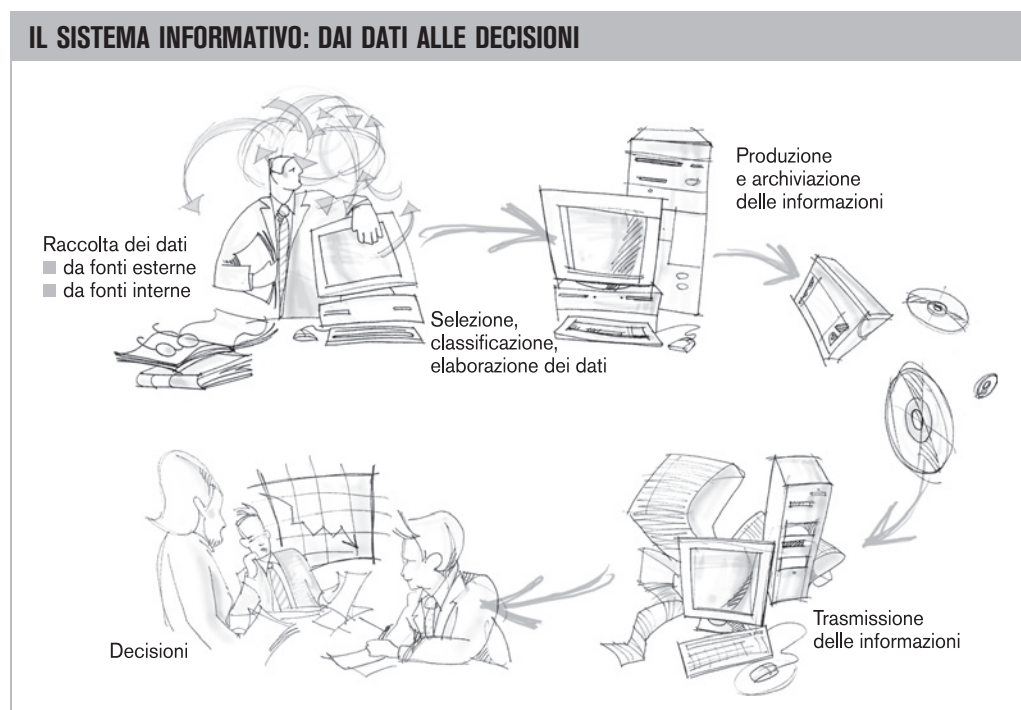 IL SISTEMA INFORMATIVO: DAI DATI ALLE DECISIONI
Raccolta dei dati
■ da fonti esterne
■ da fonti interne
Selezione,
classificazione,
elaborazione dei dati
Produzione
e archiviazione
delle informazioni
Trasmissione
delle informazioni
Decisioni